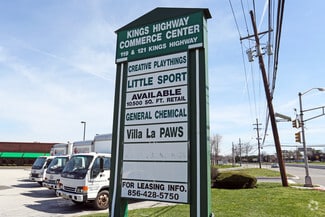 KINGS HIGHWAY
COMMERCE CENTER
119 & 121 KINGS HIGHWAY
CREATIVE PLAYTHINGS
LITTLE SPORT
AVAILABLE
10,500 SQ. FT. RETAIL
GENERAL CHEMICAL
Villa La PAWS
FOR LEASING INFO.
856-428-5750